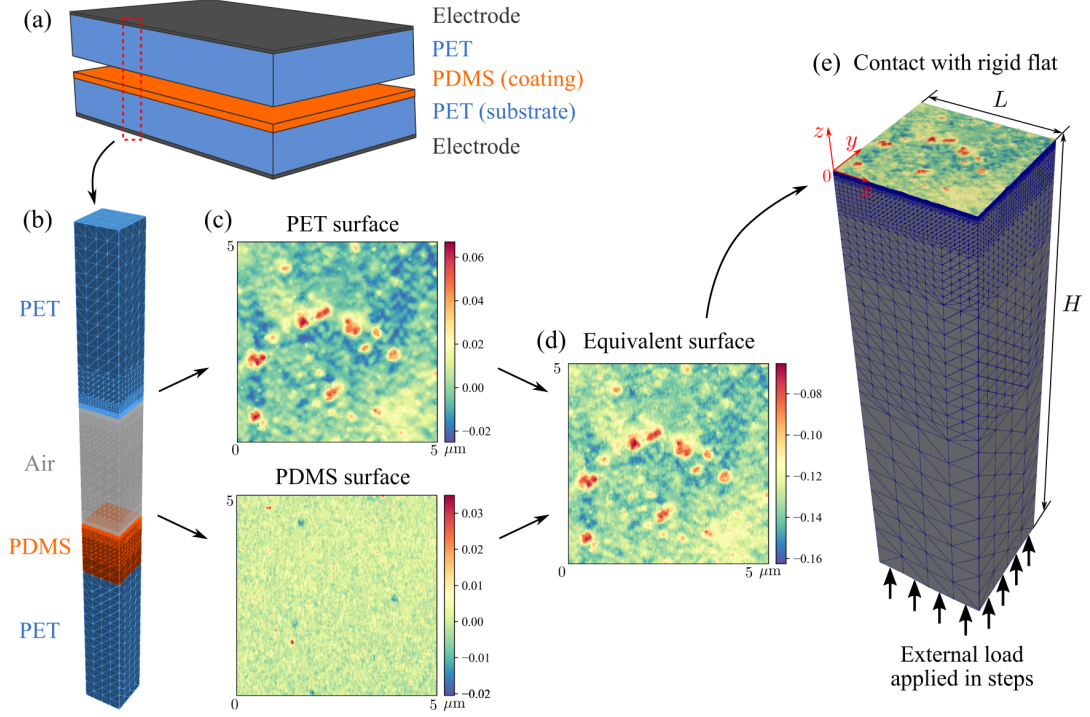 (a)
Electrode
PET
PDMS (coating)
PET (substrate)
Electrode
(b)
PET
Air
PDMS
PET
(c)
PET surface
5
0
5
μm
0.06
0.04
0.02
0.00
−0.02
PDMS surface
5
0
5
μm
0.03
0.02
0.01
0.00
−0.01
−0.02
(d)
Equivalent surface
5
0
5
μm
−0.08
−0.10
−0.12
−0.14
−0.16
(e) Contact with rigid flat
L
z
y
0
x
H
External load
applied in steps